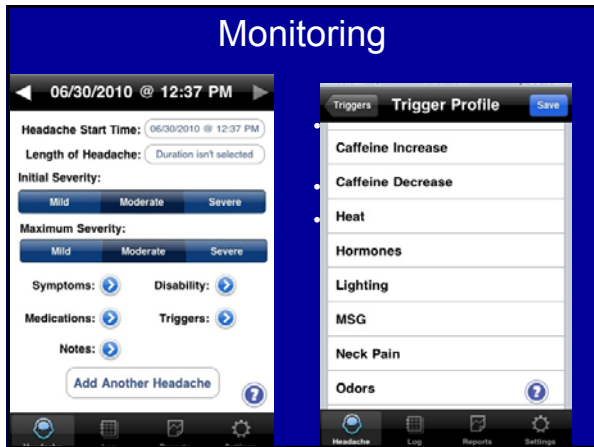 Monitoring
06/30/2010 @ 12:37 PM
Headache Start Time: 06/30/2010 @ 12:37 PM
Length of Headache: Duration isn't selected
Initial Severity:
Mild Moderate Severe
Maximum Severity:
Mild Moderate Severe
Symptoms: Disability:
Medications: Triggers:
Notes:
Add Another Headache
?
Triggers Trigger Profile Save
Caffeine Increase
Caffeine Decrease
Heat
Hormones
Lighting
MSG
Neck Pain
Odors
?
Headache Log Reports Settings